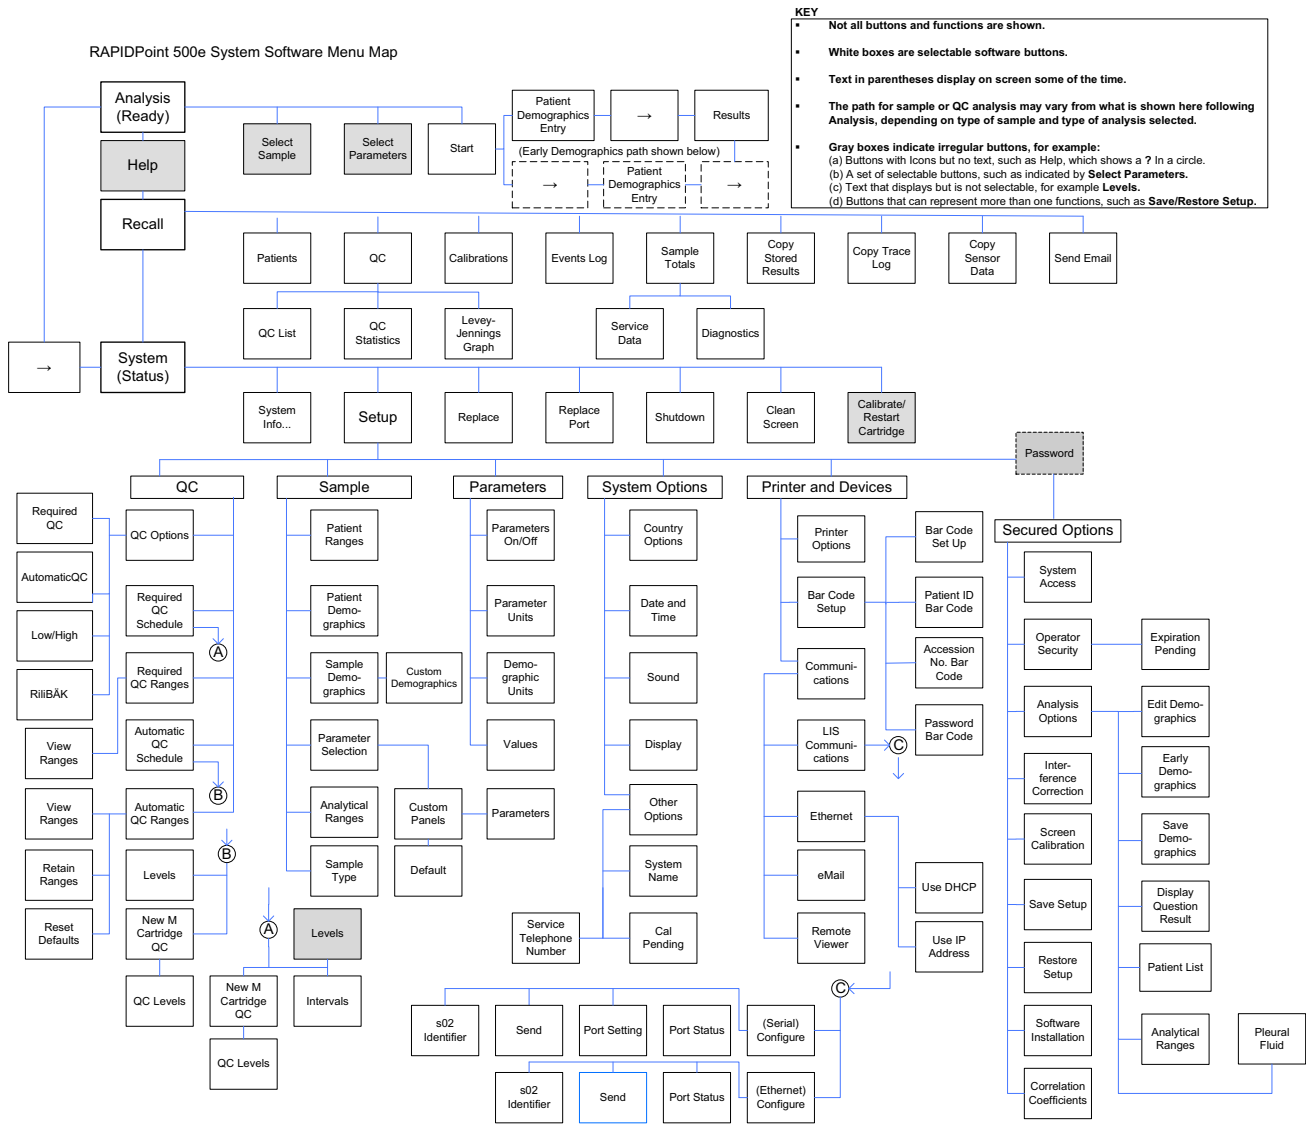 RAPIDPoint 500e System Software Menu Map
KEY
▪ Not all buttons and functions are shown.
▪ White boxes are selectable software buttons.
▪ Text in parentheses display on screen some of the time.
▪ The path for sample or QC analysis may vary from what is shown here following
Analysis, depending on type of sample and type of analysis selected.
▪ Gray boxes indicate irregular buttons, for example:
(a) Buttons with Icons but no text, such as Help, which shows a ? In a circle.
(b) A set of selectable buttons, such as indicated by Select Parameters.
(c) Text that displays but is not selectable, for example Levels.
(d) Buttons that can represent more than one functions, such as Save/Restore Setup.
Analysis
(Ready)
Help
Recall
System
(Status)
→
Select
Sample
Select
Parameters
Start
Patient
Demographics
Entry
→
Results
(Early Demographics path shown below)
→
Patient
Demographics
Entry
→
Patients
QC
Calibrations
Events Log
Sample
Totals
Copy
Stored
Results
Copy Trace
Log
Copy
Sensor
Data
Send Email
QC List
QC
Statistics
Levey-
Jennings
Graph
Service
Data
Diagnostics
System
Info...
Setup
Replace
Replace
Port
Shutdown
Clean
Screen
Calibrate/
Restart
Cartridge
Password
QC
Sample
Parameters
System Options
Printer and Devices
Secured Options
Required
QC
AutomaticQC
Low/High
RiliBÄK
View
Ranges
View
Ranges
Retain
Ranges
Reset
Defaults
QC Options
Required
QC
Schedule
A
Required
QC Ranges
Automatic
QC
Schedule
B
Automatic
QC Ranges
B
Levels
New M
Cartridge
QC
QC Levels
A
Levels
New M
Cartridge
QC
Intervals
QC Levels
Patient
Ranges
Patient
Demo-
graphics
Sample
Demo-
graphics
Custom
Demographics
Parameter
Selection
Analytical
Ranges
Sample
Type
Custom
Panels
Default
Parameters
Parameters
On/Off
Parameter
Units
Demo-
graphic
Units
Values
Country
Options
Date and
Time
Sound
Display
Other
Options
System
Name
Service
Telephone
Number
Cal
Pending
Printer
Options
Bar Code
Setup
Communi-
cations
LIS
Communi-
cations
C
Ethernet
eMail
Remote
Viewer
Bar Code
Set Up
Patient ID
Bar Code
Accession
No. Bar
Code
Password
Bar Code
Use DHCP
Use IP
Address
C
s02
Identifier
Send
Port Setting
Port Status
(Serial)
Configure
s02
Identifier
Send
Port Status
(Ethernet)
Configure
System
Access
Operator
Security
Analysis
Options
Inter-
ference
Correction
Screen
Calibration
Save Setup
Restore
Setup
Software
Installation
Correlation
Coefficients
Expiration
Pending
Edit Demo-
graphics
Early
Demo-
graphics
Save
Demo-
graphics
Display
Question
Result
Patient List
Analytical
Ranges
Pleural
Fluid